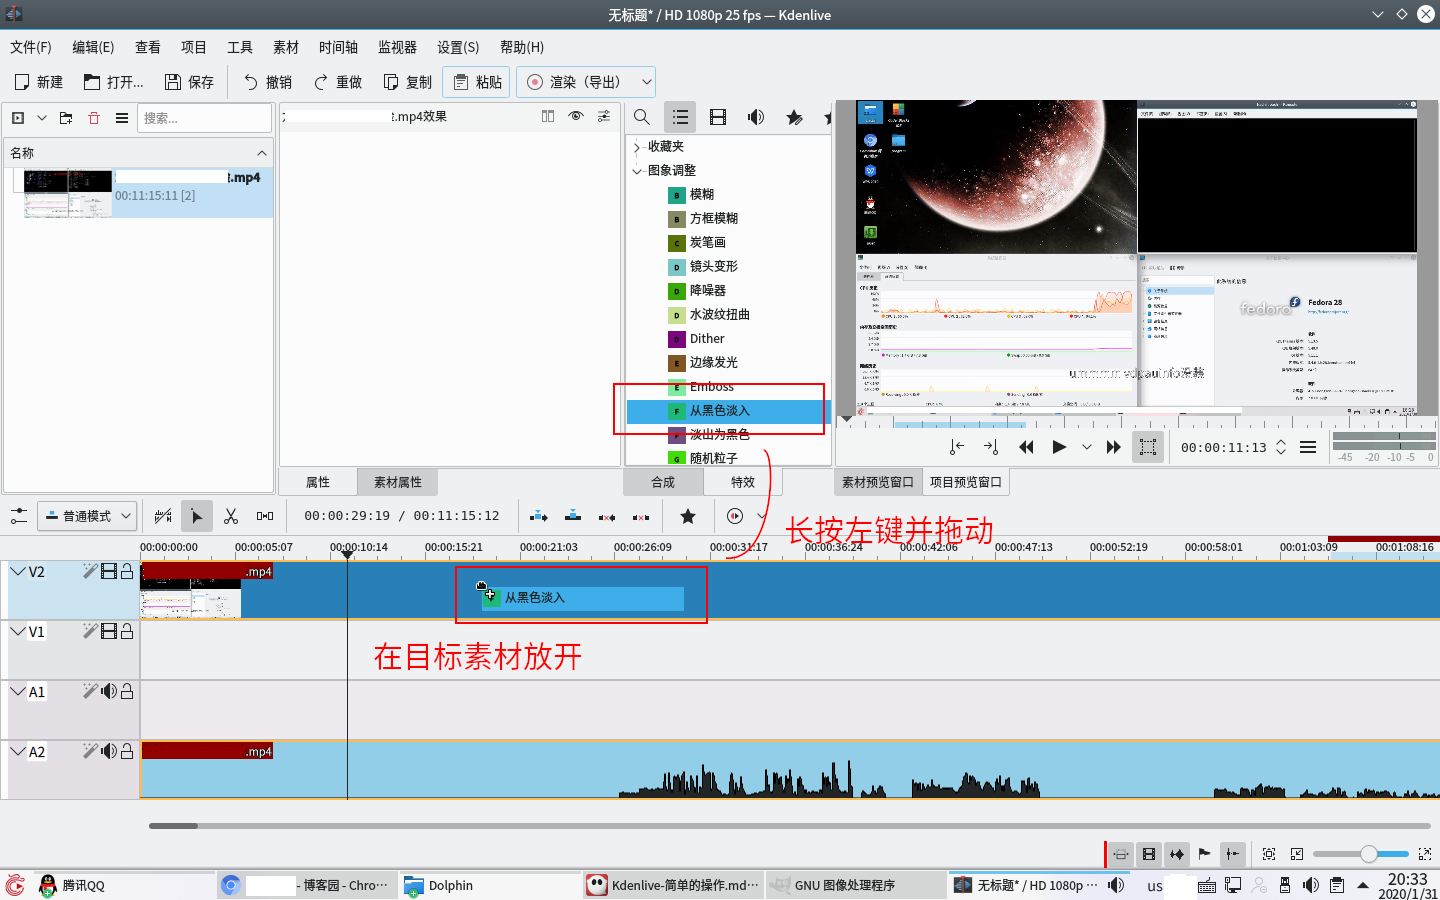 无标题* / HD 1080p 25 fps — Kdenlive
文件(F) 编辑(E) 查看 项目 工具 素材 时间轴 监视器 设置(S) 帮助(H)
新建 打开... 保存 撤销 重做 复制 粘贴 渲染（导出）
搜索...
.mp4效果
名称
.mp4
00:11:15:11 [2]
收藏夹
图象调整
B 模糊
B 方框模糊
C 炭笔画
D 镜头变形
D 降噪器
D 水波纹扭曲
D Dither
E 边缘发光
E Emboss
F 从黑色淡入
F 淡出为黑色
G 随机粒子
fedora
Fedora 28
00:00:11:13
-45 -20 -10 -5 0
属性 素材属性 合成 特效 素材预览窗口 项目预览窗口
普通模式 00:00:29:19 / 00:11:15:12
长按左键并拖动
00:00:00:00 00:00:05:07 00:00:10:14 00:00:15:21 00:00:21:03 00:00:26:09 00:00:31:17 00:00:36:24 00:00:42:06 00:00:47:13 00:00:52:19 00:00:58:01 00:01:03:09 00:01:08:16
V2 .mp4
从黑色淡入
V1
在目标素材放开
A1
A2 .mp4
腾讯QQ - 博客园 - Chro··· Dolphin Kdenlive-简单的操作.md··· GNU 图像处理程序 无标题* / HD 1080p ··· us 20:33
2020/1/31